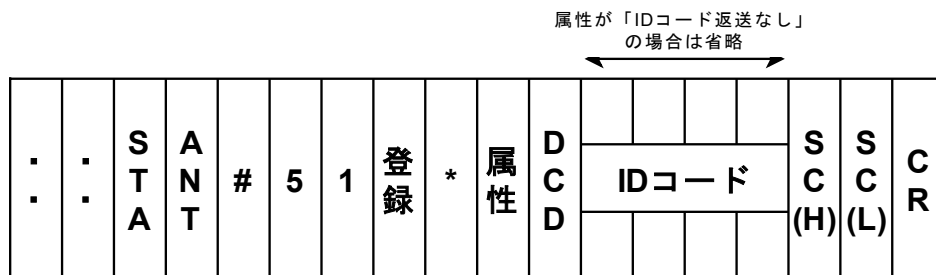 属性が「IDコード返送なし」
の場合は省略
: : STA ANT # 5 1 登録 * 属性 DCD IDコード SC(H) SC(L) CR